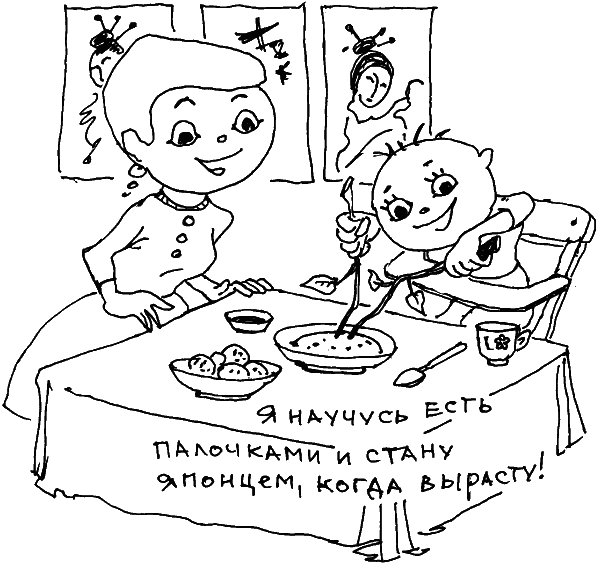 Я НАУЧУСЬ ЕСТЬ
ПАЛОЧКАМИ И СТАНУ
ЯПОНЦЕМ, КОГДА ВЫРАСТУ!